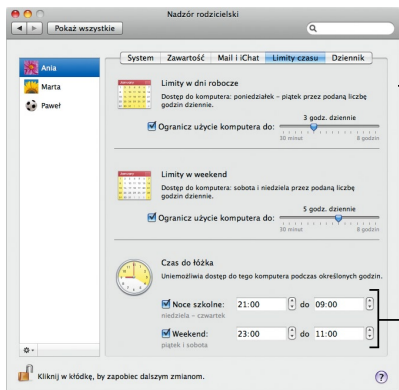 Nadzór rodzicielski
Pokaż wszystkie
System Zawartość Mail i iChat Limity czasu Dziennik
Ania
Marta
Paweł
Limity w dni robocze
Dostęp do komputera: poniedziałek – piątek przez podaną liczbę
godzin dziennie.
3 godz. dziennie
Ogranicz użycie komputera do:
30 minut 8 godzin
Limity w weekend
Dostęp do komputera: sobota i niedziela przez podaną liczbę
godzin dziennie.
5 godz. dziennie
Ogranicz użycie komputera do:
30 minut 8 godzin
Czas do łóżka
Uniemożliwia dostęp do tego komputera podczas określonych godzin.
Noce szkolne: 21:00 do 09:00
niedziela – czwartek
Weekend: 23:00 do 11:00
piątek i sobota
Kliknij w kłódkę, by zapobiec dalszym zmianom.
?